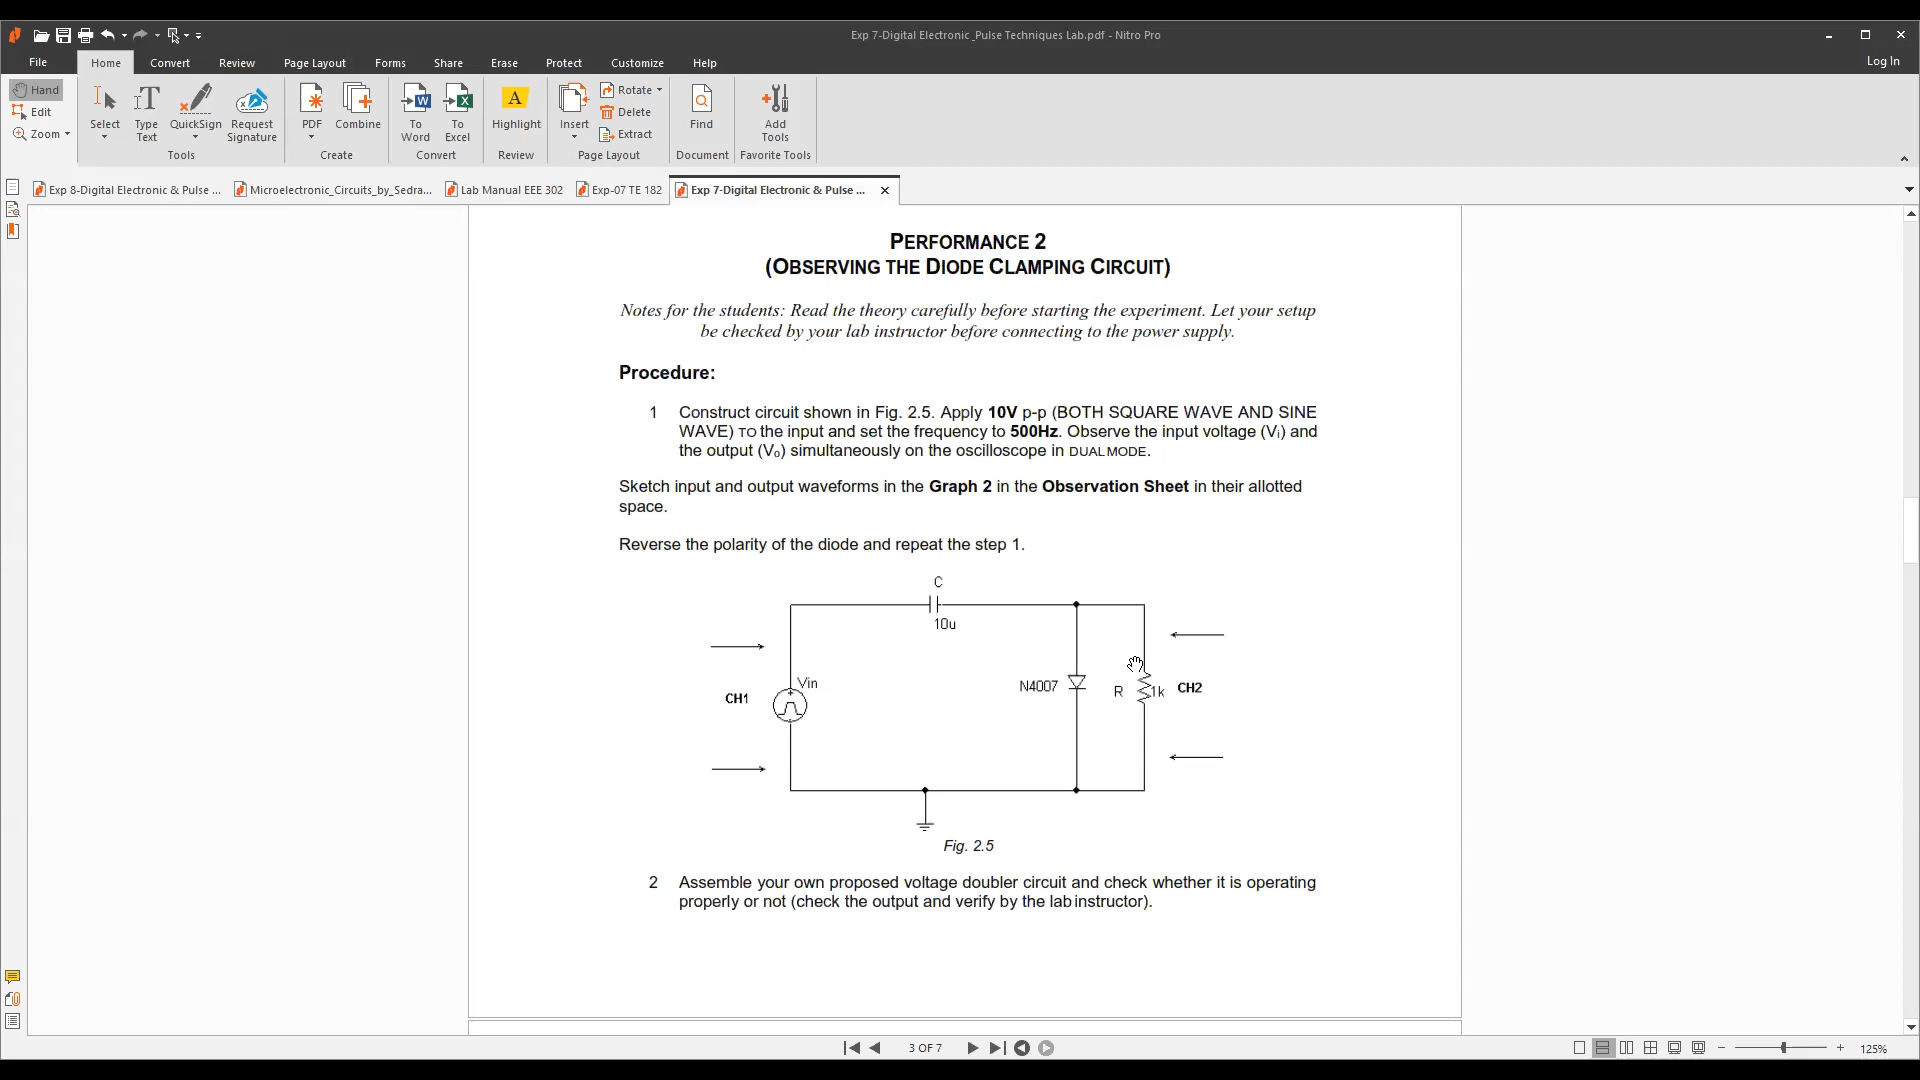 Exp 7-Digital Electronic _Pulse Techniques Lab.pdf - Nitro Pro
File Home Convert Review Page Layout Forms Share Erase Protect Customize Help Log In
Hand
Edit
Zoom
Select
Type Text
QuickSign
Request Signature
Tools
PDF
Combine
Create
To Word
To Excel
Convert
Highlight
Review
Insert
Rotate
Delete
Extract
Page Layout
Find
Document
Add Tools
Favorite Tools
Exp 8-Digital Electronic & Pulse ...
Microelectronic_Circuits_by_Sedra...
Lab Manual EEE 302
Exp-07 TE 182
Exp 7-Digital Electronic & Pulse ...
PERFORMANCE 2
(OBSERVING THE DIODE CLAMPING CIRCUIT)
Notes for the students: Read the theory carefully before starting the experiment. Let your setup
be checked by your lab instructor before connecting to the power supply.
Procedure:
1 Construct circuit shown in Fig. 2.5. Apply 10V p-p (BOTH SQUARE WAVE AND SINE
WAVE) TO the input and set the frequency to 500Hz. Observe the input voltage (Vi) and
the output (Vo) simultaneously on the oscilloscope in DUAL MODE.
Sketch input and output waveforms in the Graph 2 in the Observation Sheet in their allotted
space.
Reverse the polarity of the diode and repeat the step 1.
C
10u
Vin
CH1
N4007
R
1k
CH2
Fig. 2.5
2 Assemble your own proposed voltage doubler circuit and check whether it is operating
properly or not (check the output and verify by the lab instructor).
3 OF 7
125%